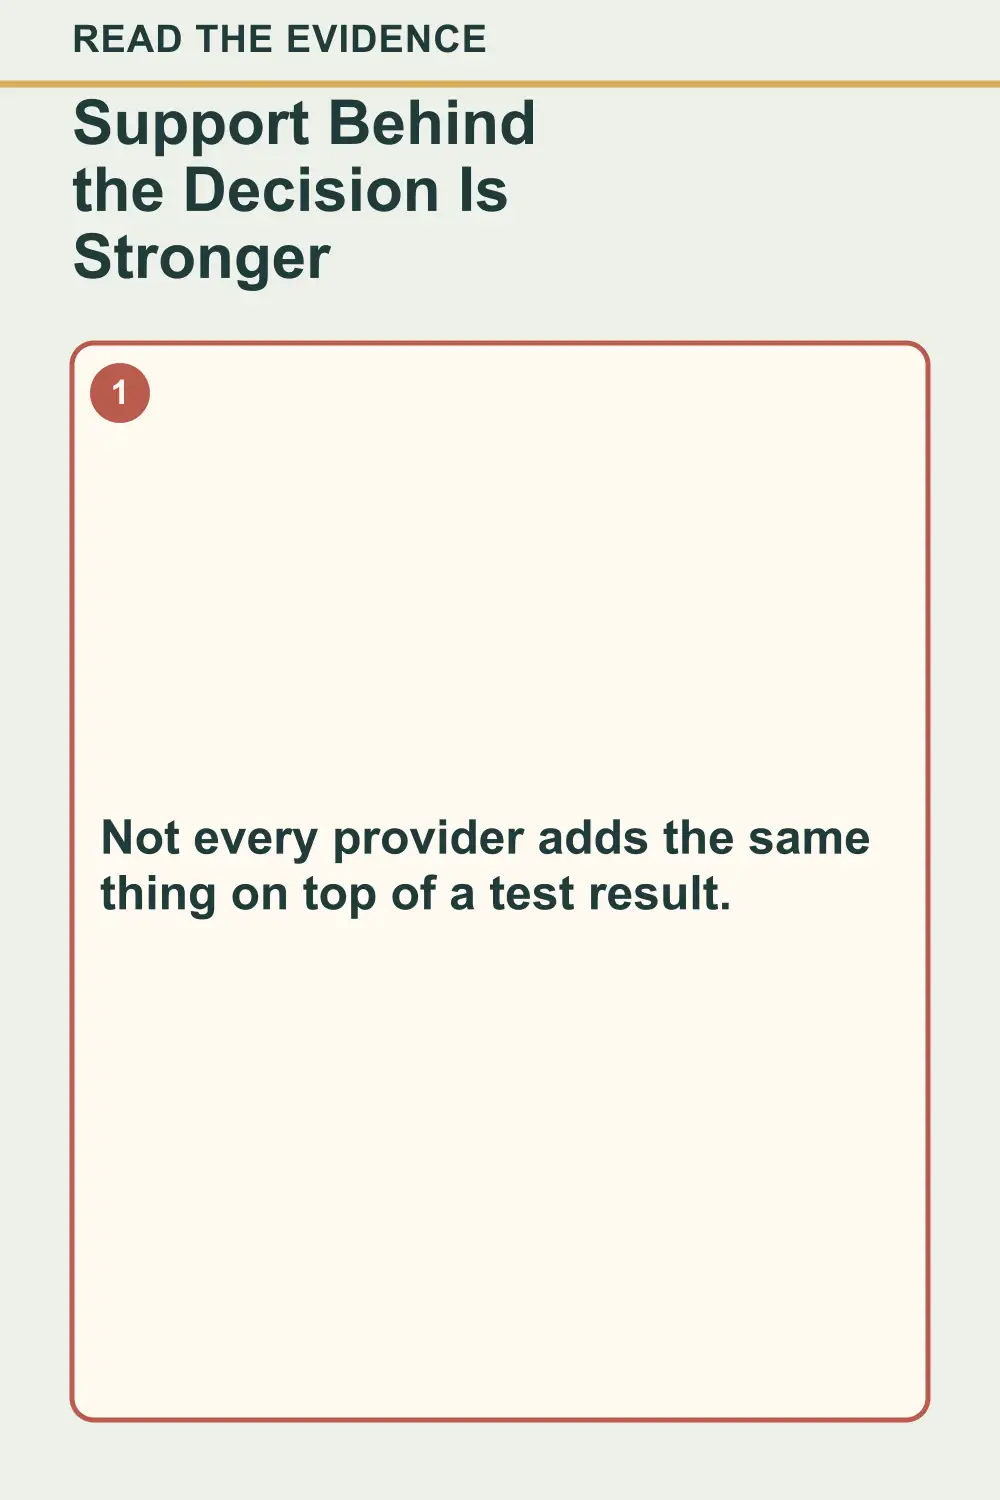 READ THE EVIDENCE
Support Behind
the Decision Is
Stronger
1
Not every provider adds the same
thing on top of a test result.